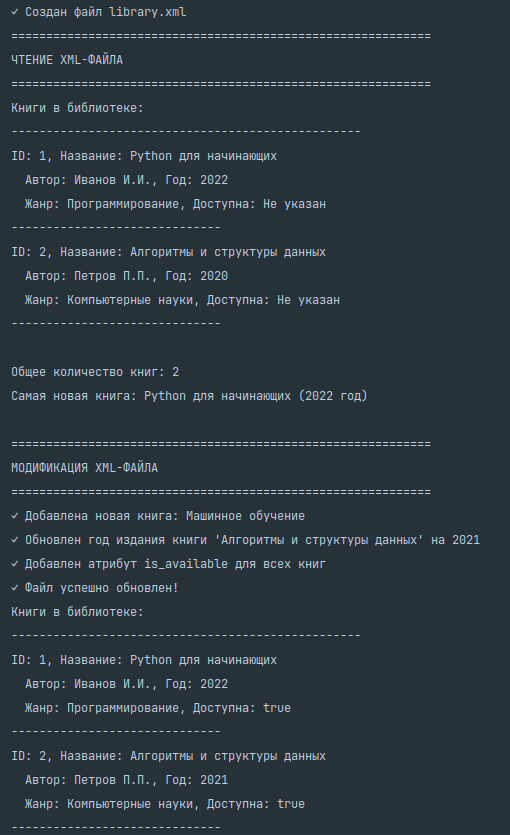 ✓ Создан файл library.xml
============================================================
ЧТЕНИЕ XML-ФАЙЛА
============================================================
Книги в библиотеке:
--------------------------------------------------
ID: 1, Название: Python для начинающих
  Автор: Иванов И.И., Год: 2022
  Жанр: Программирование, Доступна: Не указан
------------------------------
ID: 2, Название: Алгоритмы и структуры данных
  Автор: Петров П.П., Год: 2020
  Жанр: Компьютерные науки, Доступна: Не указан
------------------------------

Общее количество книг: 2
Самая новая книга: Python для начинающих (2022 год)

============================================================
МОДИФИКАЦИЯ XML-ФАЙЛА
============================================================
✓ Добавлена новая книга: Машинное обучение
✓ Обновлен год издания книги 'Алгоритмы и структуры данных' на 2021
✓ Добавлен атрибут is_available для всех книг
✓ Файл успешно обновлен!
Книги в библиотеке:
--------------------------------------------------
ID: 1, Название: Python для начинающих
  Автор: Иванов И.И., Год: 2022
  Жанр: Программирование, Доступна: true
------------------------------
ID: 2, Название: Алгоритмы и структуры данных
  Автор: Петров П.П., Год: 2021
  Жанр: Компьютерные науки, Доступна: true
------------------------------